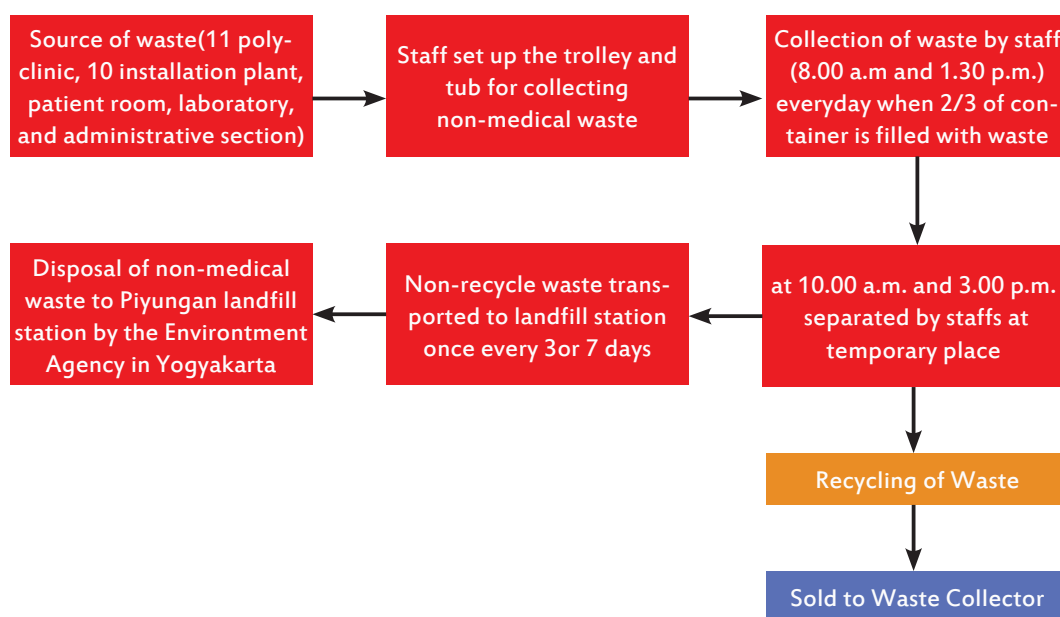 Source of waste(11 poly-
clinic, 10 installation plant,
patient room, laboratory,
and administrative section)
Staff set up the trolley and
tub for collecting
non-medical waste
Collection of waste by staff
(8.00 a.m and 1.30 p.m.)
everyday when 2/3 of con-
tainer is filled with waste
at 10.00 a.m. and 3.00 p.m.
separated by staffs at
temporary place
Non-recycle waste trans-
ported to landfill station
once every 3or 7 days
Disposal of non-medical
waste to Piyungan landfill
station by the Environtment
Agency in Yogyakarta
Recycling of Waste
Sold to Waste Collector